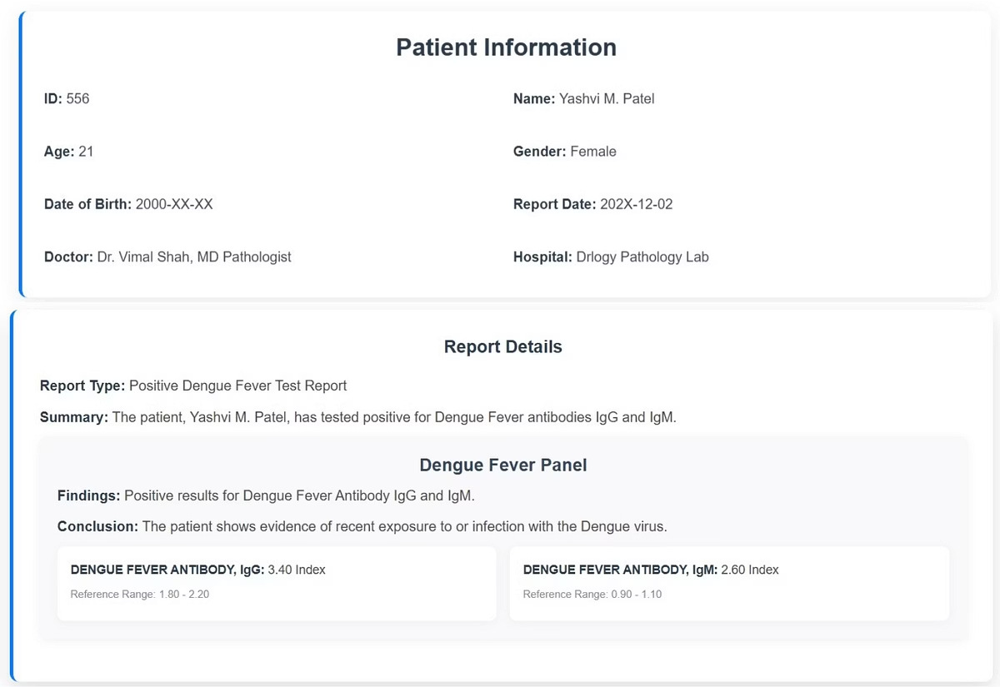 Patient Information
ID: 556
Name: Yashvi M. Patel
Age: 21
Gender: Female
Date of Birth: 2000-XX-XX
Report Date: 202X-12-02
Doctor: Dr. Vimal Shah, MD Pathologist
Hospital: Drlogy Pathology Lab
Report Details
Report Type: Positive Dengue Fever Test Report
Summary: The patient, Yashvi M. Patel, has tested positive for Dengue Fever antibodies IgG and IgM.
Dengue Fever Panel
Findings: Positive results for Dengue Fever Antibody IgG and IgM.
Conclusion: The patient shows evidence of recent exposure to or infection with the Dengue virus.
DENGUE FEVER ANTIBODY, IgG: 3.40 Index
Reference Range: 1.80 - 2.20
DENGUE FEVER ANTIBODY, IgM: 2.60 Index
Reference Range: 0.90 - 1.10